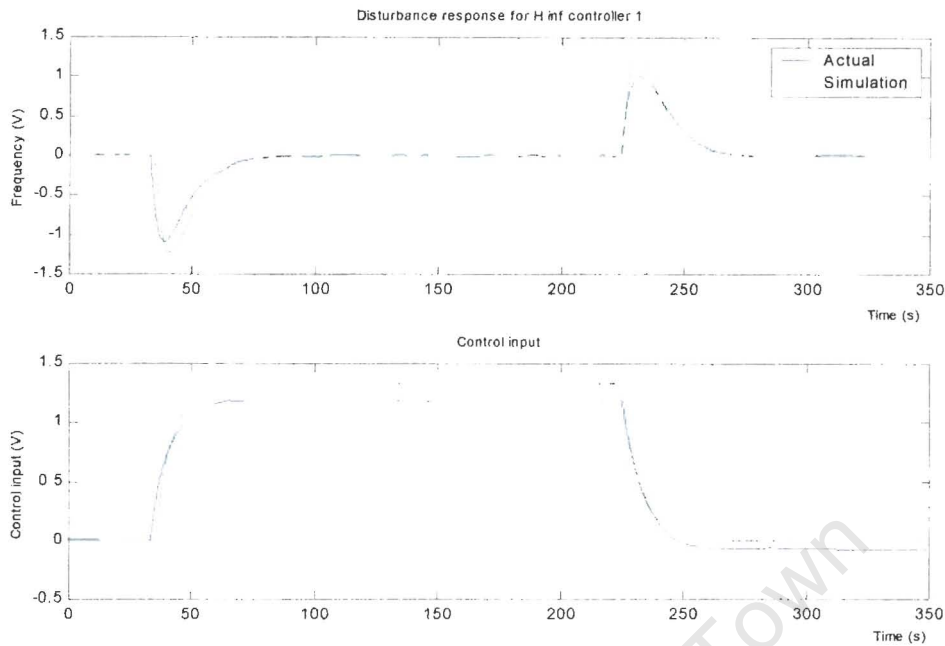 Disturbance response for H inf controller 1
1.5
1
0.5
0
-0.5
-1
-1.5
Frequency (V)
0 50 100 150 200 250 300 350
Time (s)
Actual
Simulation
Control input
1.5
1
0 5
0
-0.5
Control input (V)
0 50 100 150 200 250 300 350
Time (s)
Town